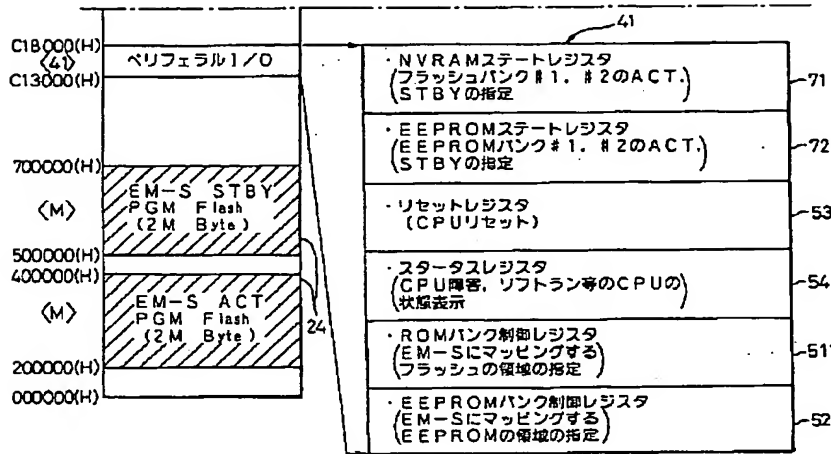 C18000(H)
〈41〉
ペリフェラルI/O
C13000(H)
700000(H)
〈M〉
EM-S STBY
PGM Flash
(2M Byte)
500000(H)
400000(H)
〈M〉
EM-S ACT
PGM Flash
(2M Byte)
24
200000(H)
000000(H)
41
・NVRAMステートレジスタ
(フラッシュバンク#1, #2のACT.
STBYの指定)
71
・EEPROMステートレジスタ
(EEPROMバンク#1, #2のACT.
STBYの指定)
72
・リセットレジスタ
(CPUリセット)
53
・スタータスレジスタ
(CPU障害, リフトラン等のCPUの
状態表示)
54
・ROMバンク制御レジスタ
(EM-Sにマッピングする
フラッシュの領域の指定)
511
・EEPROMバンク制御レジスタ
(EM-Sにマッピングする
EEPROMの領域の指定)
52